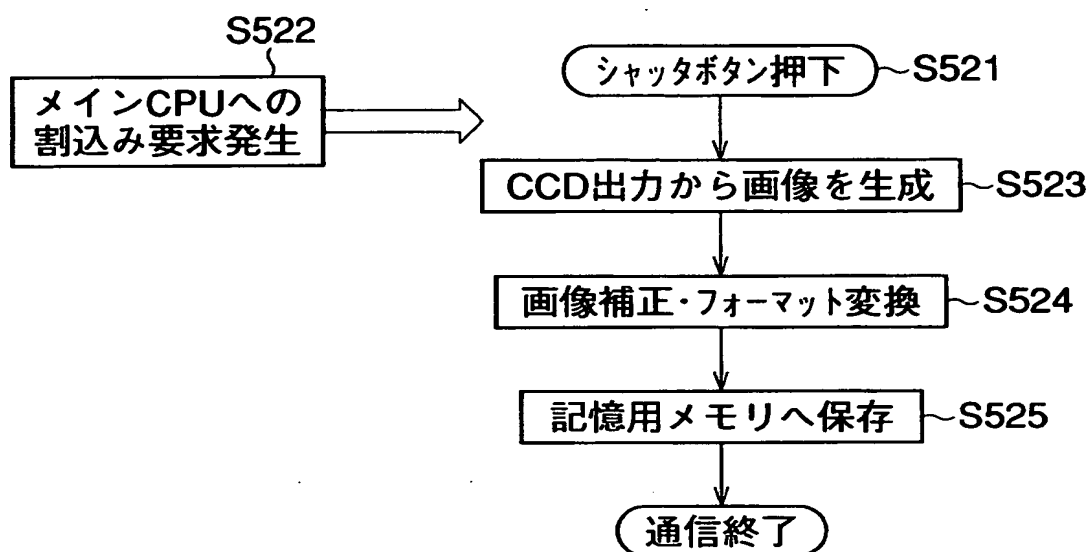 S522
メインCPUへの
割込み要求発生
シャッタボタン押下
S521
CCD出力から画像を生成
S523
画像補正・フォーマット変換
S524
記憶用メモリへ保存
S525
通信終了